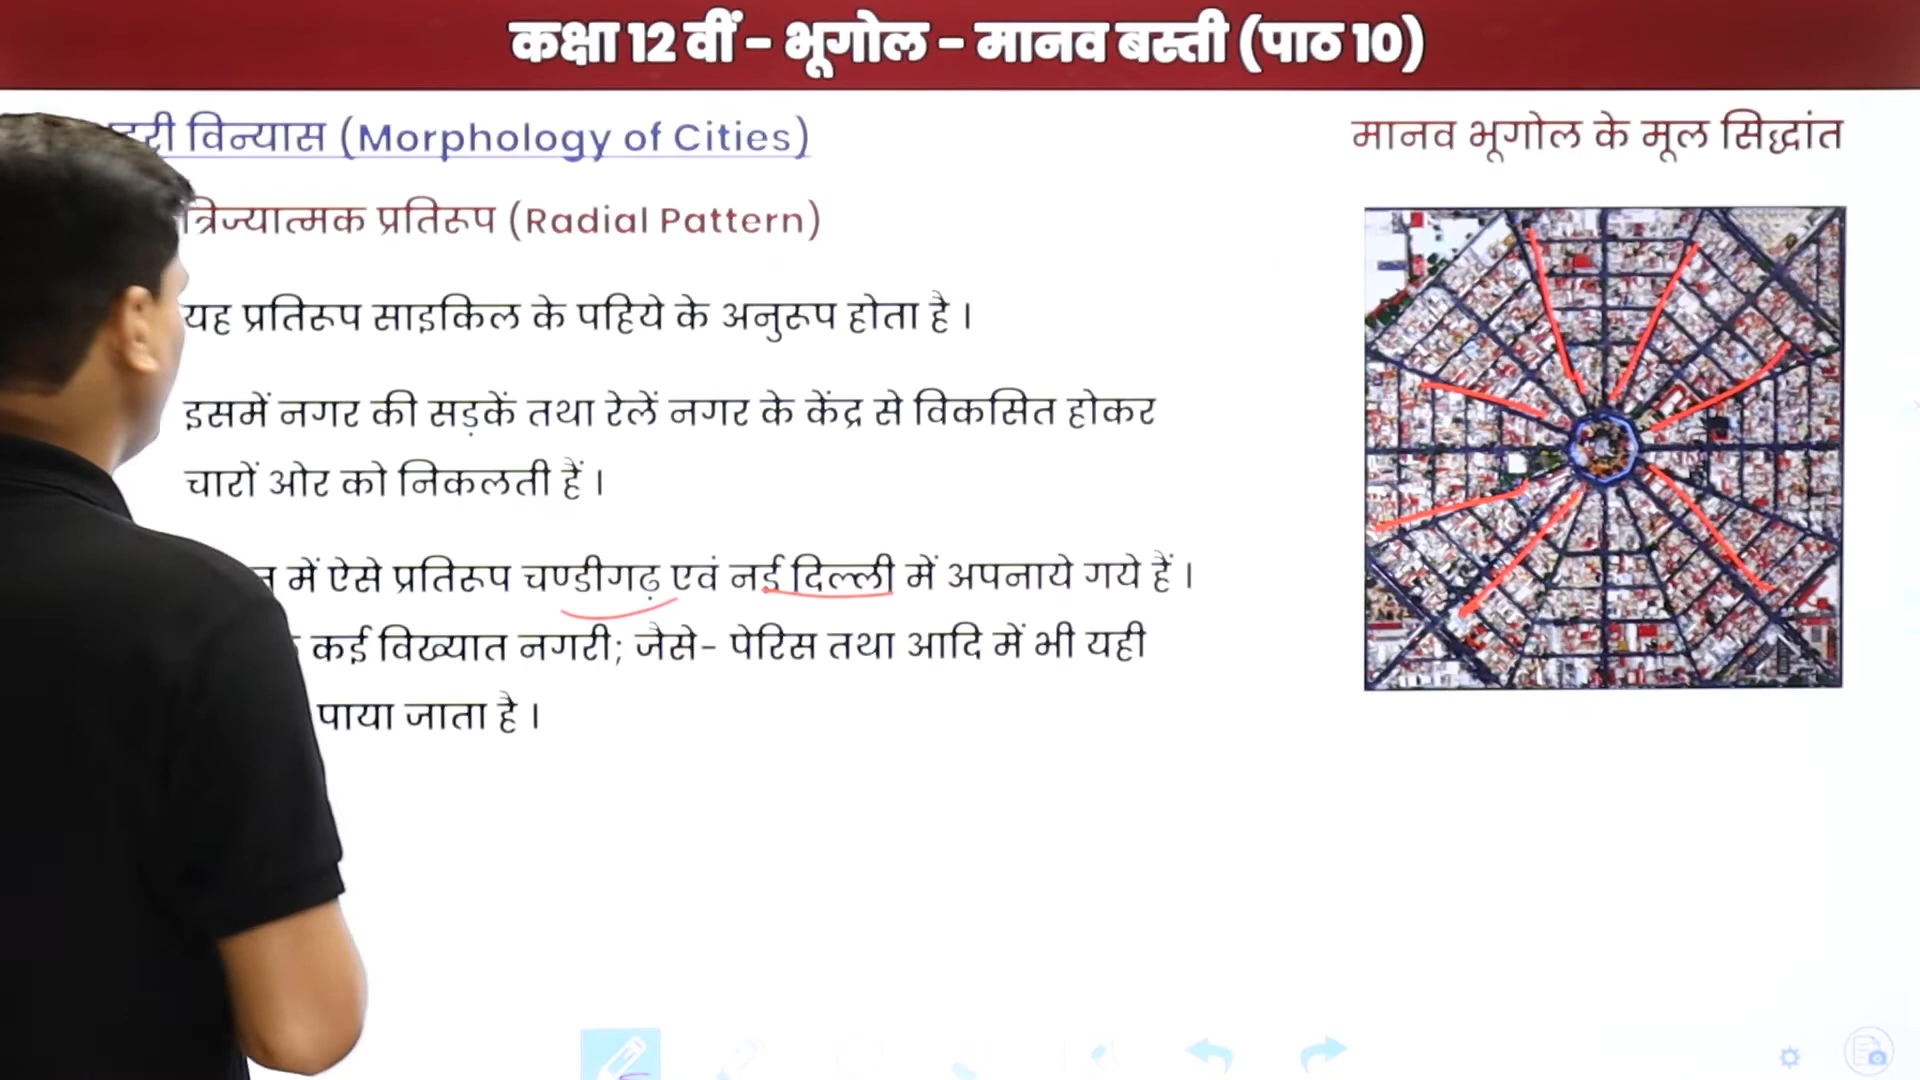 कक्षा 12 वीं - भूगोल - मानव बस्ती (पाठ 10)
विन्यास (Morphology of Cities)
मानव भूगोल के मूल सिद्धांत
त्रिज्यात्मक प्रतिरूप (Radial Pattern)
यह प्रतिरूप साइकिल के पहिये के अनुरूप होता है ।
इसमें नगर की सड़कें तथा रेलें नगर के केंद्र से विकसित होकर
चारों ओर को निकलती हैं ।
में ऐसे प्रतिरूप चण्डीगढ़ एवं नई दिल्ली में अपनाये गये हैं ।
कई विख्यात नगरी; जैसे- पेरिस तथा आदि में भी यही
पाया जाता है ।